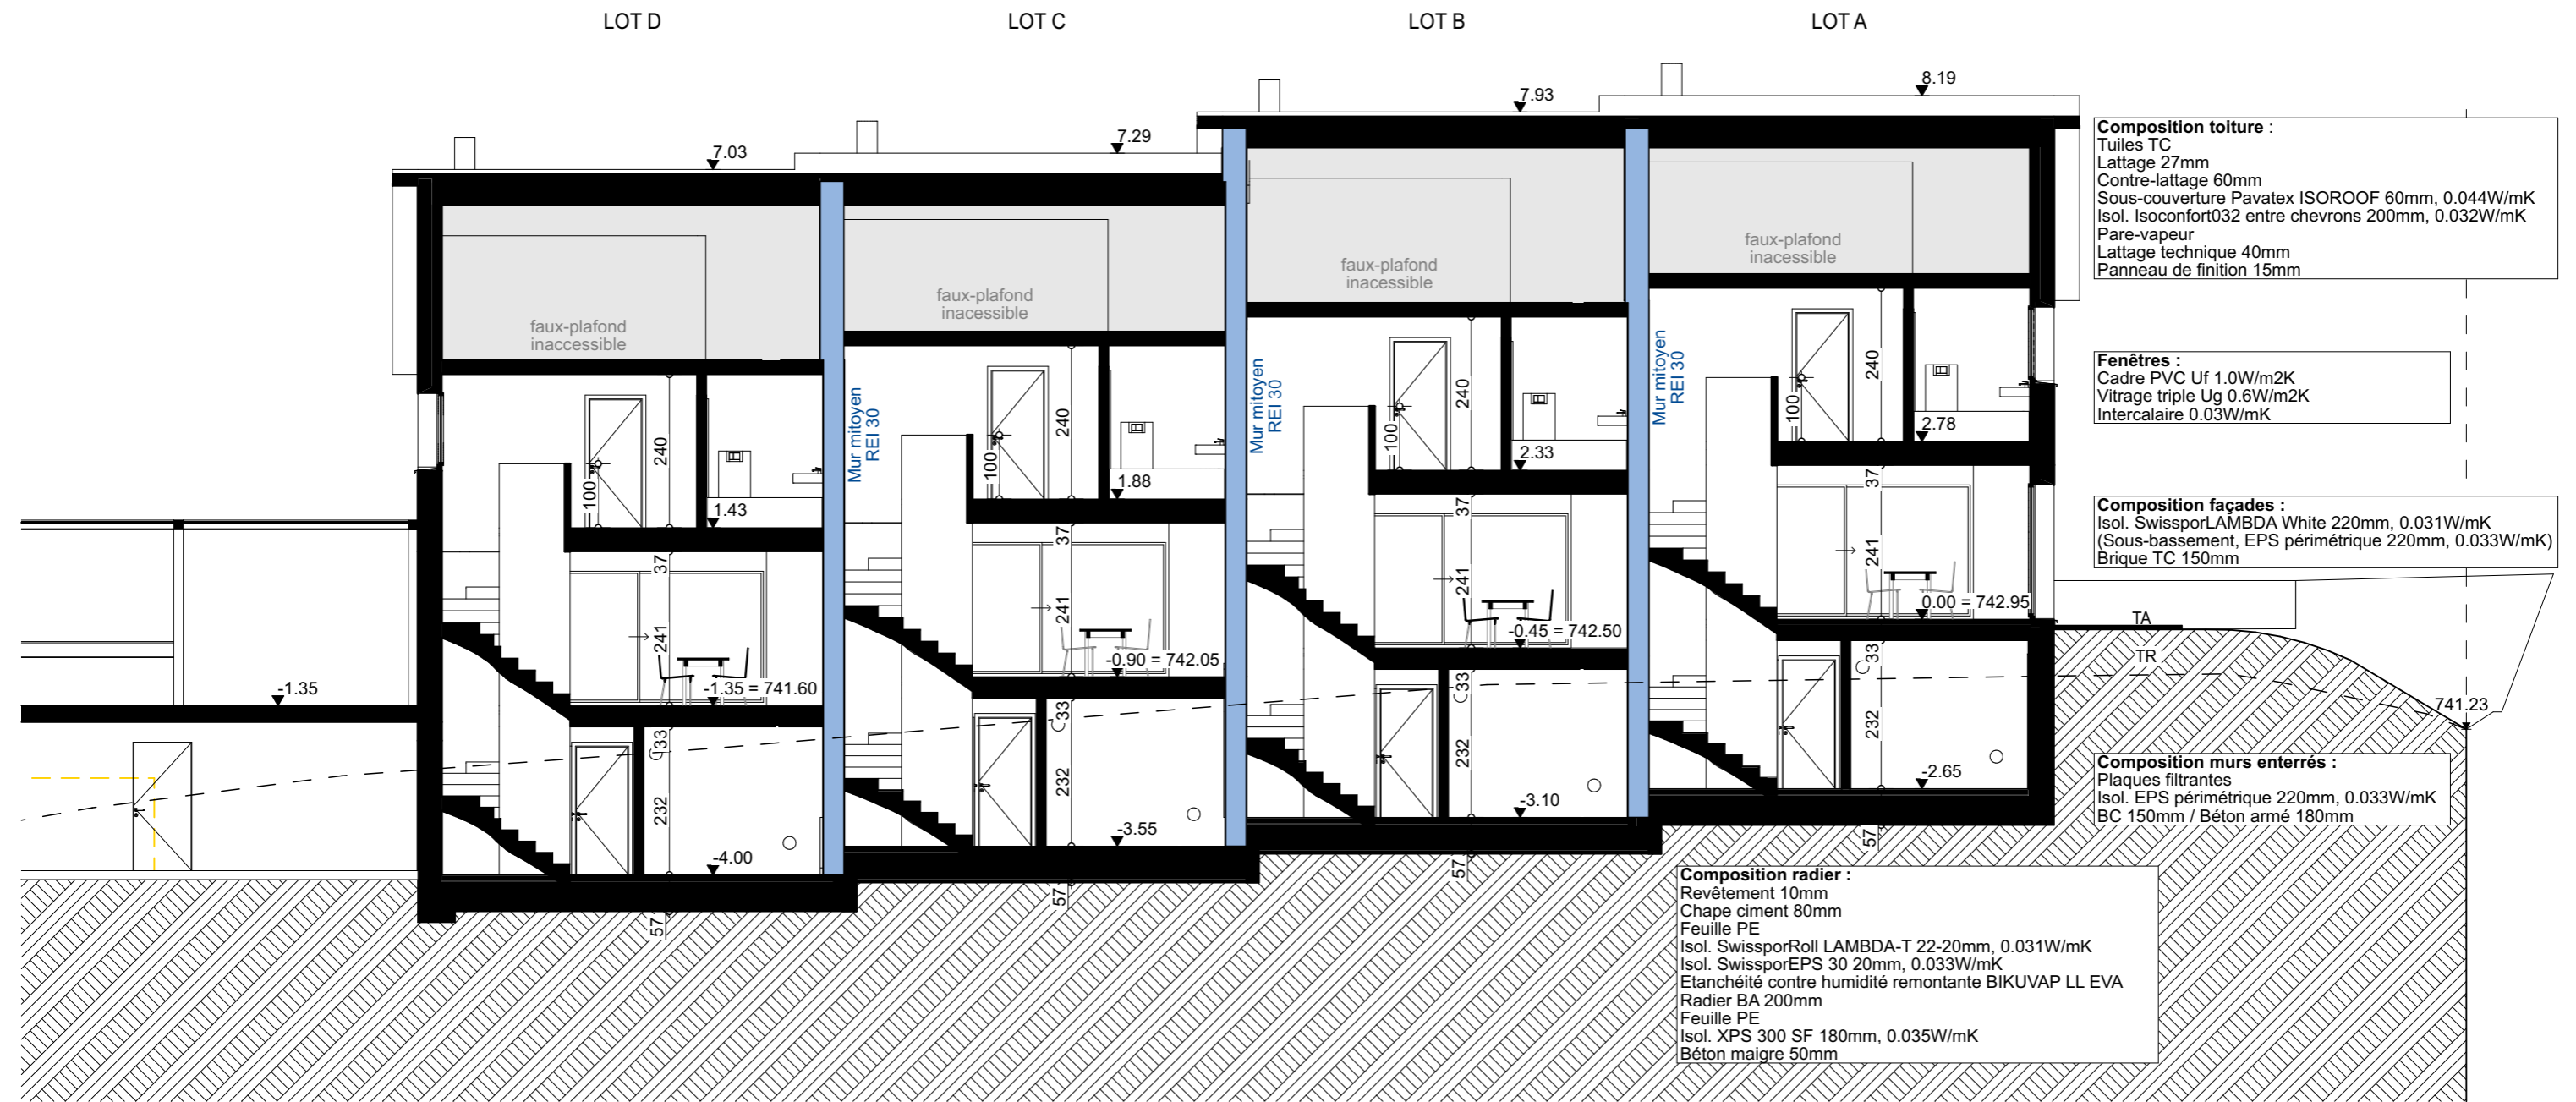 LOT D
LOT C
LOT B
LOT A
7.03
7.29
7.93
8.19
faux-plafond
inaccessible
faux-plafond
inacessible
faux-plafond
inacessible
faux-plafond
inacessible
Mur mitoyen
REI 30
Mur mitoyen
REI 30
Mur mitoyen
REI 30
100
240
1.43
37
241
-1.35 = 741.60
33
232
-4.00
57
100
240
1.88
37
241
-0.90 = 742.05
33
232
-3.55
57
100
240
2.33
37
241
-0.45 = 742.50
33
232
-3.10
57
100
240
2.78
37
241
0.00 = 742.95
33
232
-2.65
57
-1.35
TA
TR
741.23
Composition toiture :
Tuiles TC
Lattage 27mm
Contre-lattage 60mm
Sous-couverture Pavatex ISOROOF 60mm, 0.044W/mK
Isol. Isoconfort032 entre chevrons 200mm, 0.032W/mK
Pare-vapeur
Lattage technique 40mm
Panneau de finition 15mm
Fenêtres :
Cadre PVC Uf 1.0W/m2K
Vitrage triple Ug 0.6W/m2K
Intercalaire 0.03W/mK
Composition façades :
Isol. SwissporLAMBDA White 220mm, 0.031W/mK
(Sous-bassement, EPS périmétrique 220mm, 0.033W/mK)
Brique TC 150mm
Composition murs enterrés :
Plaques filtrantes
Isol. EPS périmétrique 220mm, 0.033W/mK
BC 150mm / Béton armé 180mm
Composition radier :
Revêtement 10mm
Chape ciment 80mm
Feuille PE
Isol. SwissporRoll LAMBDA-T 22-20mm, 0.031W/mK
Isol. SwissporEPS 30 20mm, 0.033W/mK
Etanchéité contre humidité remontante BIKUVAP LL EVA
Radier BA 200mm
Feuille PE
Isol. XPS 300 SF 180mm, 0.035W/mK
Béton maigre 50mm